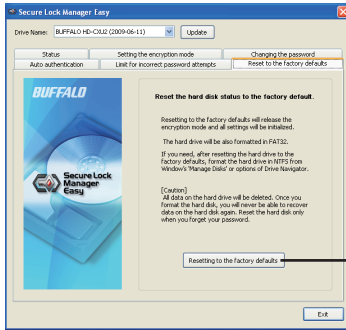 Secure Lock Manager Easy
Drive Name: BUFFALO HD-CXU2 (2009-06-11) Update
Status Setting the encryption mode Changing the password
Auto authentication Limit for incorrect password attempts Reset to the factory defaults
BUFFALO
Secure Lock
Manager
Easy
Reset the hard disk status to the factory default.
Resetting to the factory defaults will release the
encryption mode and all settings will be initialized.
The hard drive will be also formatted in FAT32.
If you need, after resetting the hard drive to the
factory defaults, format the hard drive in NTFS from
Window's 'Manage Disks' or options of Drive Navigator.
[Caution]
All data on the hard drive will be deleted. Once you
format the hard disk, you will never be able to recover
data on the hard disk again. Reset the hard disk only
when you forget your password.
Resetting to the factory defaults
Exit